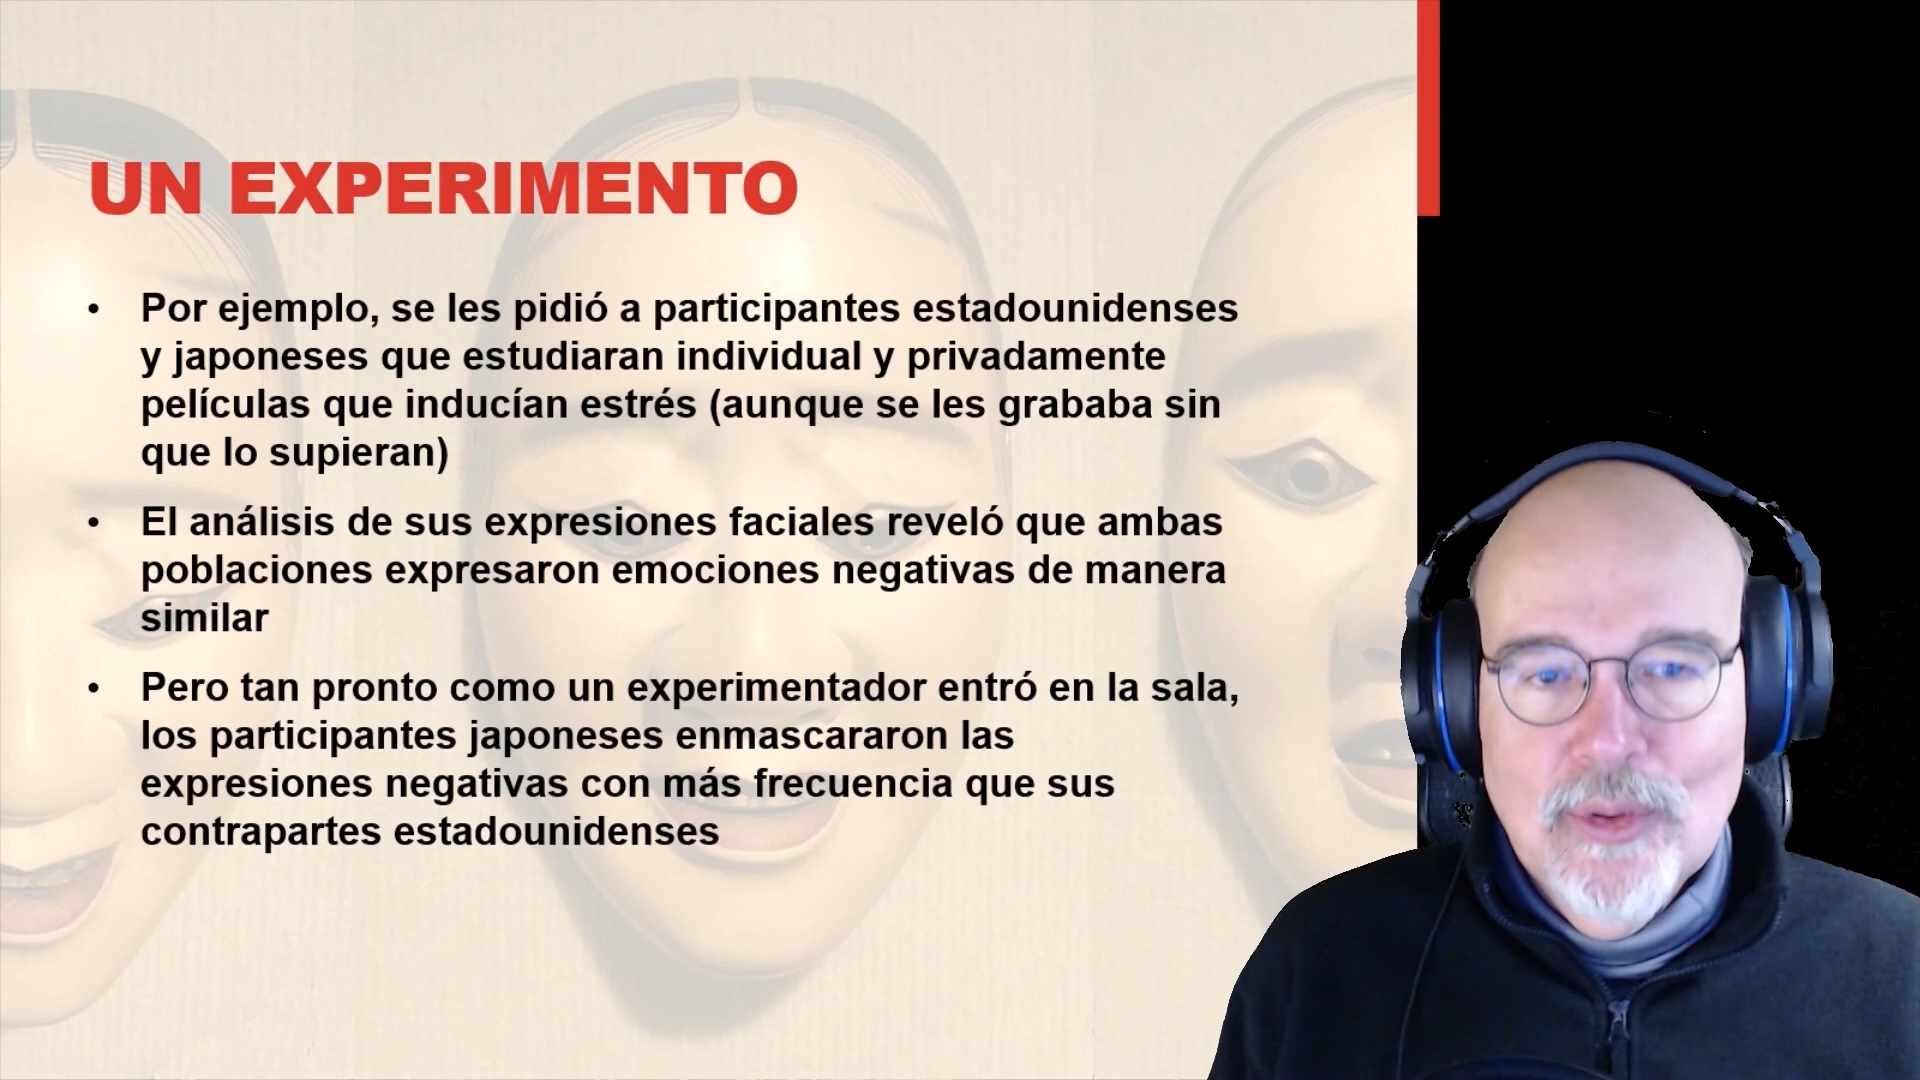 UN EXPERIMENTO
• Por ejemplo, se les pidió a participantes estadounidenses
y japoneses que estudiaran individual y privadamente
películas que inducían estrés (aunque se les grababa sin
que lo supieran)
• El análisis de sus expresiones faciales reveló que ambas
poblaciones expresaron emociones negativas de manera
similar
• Pero tan pronto como un experimentador entró en la sala,
los participantes japoneses enmascararon las
expresiones negativas con más frecuencia que sus
contrapartes estadounidenses